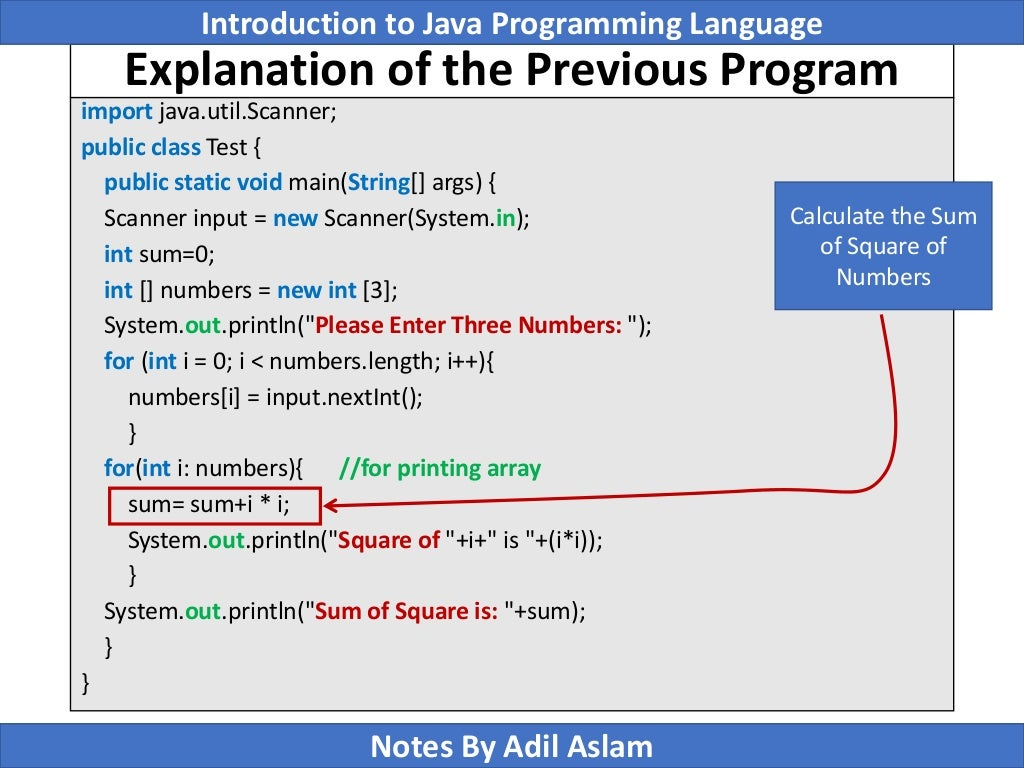 Introduction to Java Programming Language
Explanation of the Previous Program
import java.util.Scanner;
public class Test {
public static void main(String[] args) {
Scanner input = new Scanner(System.in);
int sum=0;
int [] numbers = new int [3];
System.out.println("Please Enter Three Numbers: ");
for (int i = 0; i < numbers.length; i++){
numbers[i] = input.nextInt();
}
for(int i: numbers){ //for printing array
sum= sum+i * i;
System.out.println("Square of "+i+" is "+(i*i));
}
System.out.println("Sum of Square is: "+sum);
}
}
Calculate the Sum
of Square of
Numbers
Notes By Adil Aslam